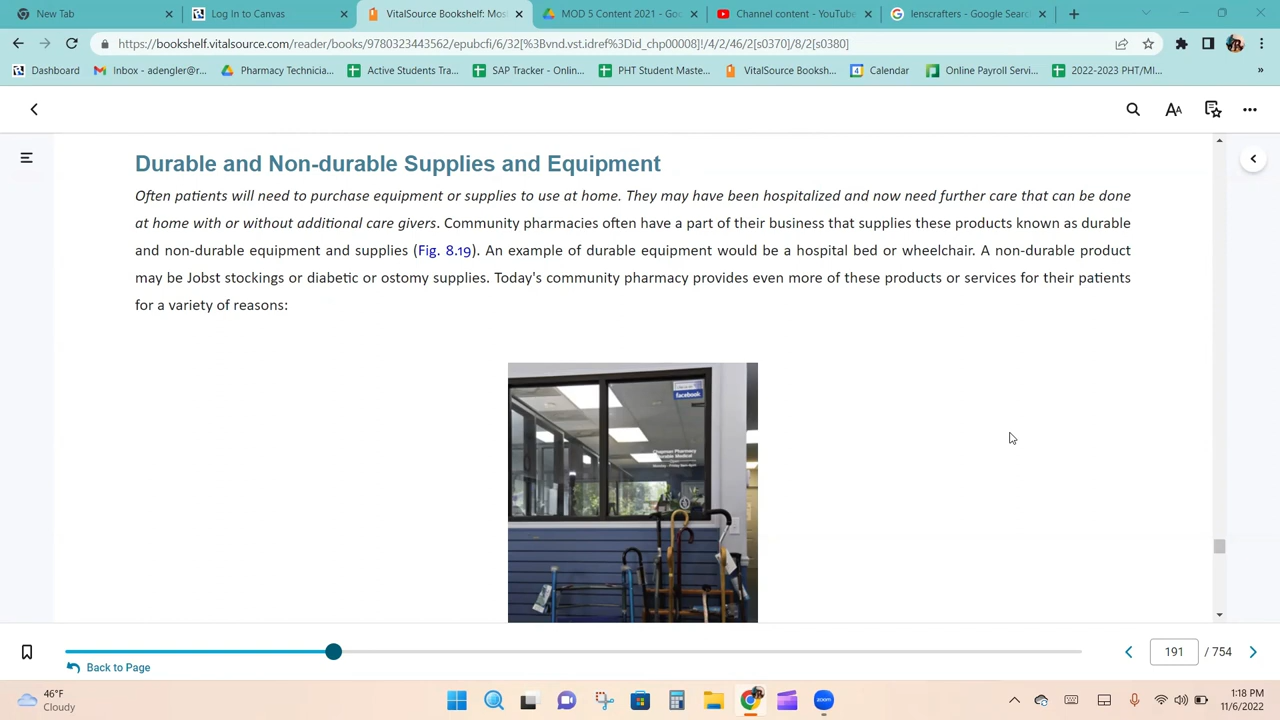 New Tab
Log In to Canvas
VitalSource Bookshelf: Mos
MOD 5 Content 2021 - Goo
Channel content - YouTube
lenscrafters - Google Searc
https://bookshelf.vitalsource.com/reader/books/9780323443562/epubcfi/6/32[%3Bvnd.vst.idref%3Did_chp00008]!/4/2/46/2[s0370]/8/2[s0380]
Dashboard
Inbox - adengler@r...
Pharmacy Technicia...
Active Students Tra...
SAP Tracker - Onlin...
PHT Student Maste...
VitalSource Booksh...
Calendar
Online Payroll Servi...
2022-2023 PHT/MI...
Durable and Non-durable Supplies and Equipment
Often patients will need to purchase equipment or supplies to use at home. They may have been hospitalized and now need further care that can be done
at home with or without additional care givers. Community pharmacies often have a part of their business that supplies these products known as durable
and non-durable equipment and supplies (Fig. 8.19). An example of durable equipment would be a hospital bed or wheelchair. A non-durable product
may be Jobst stockings or diabetic or ostomy supplies. Today's community pharmacy provides even more of these products or services for their patients
for a variety of reasons:
facebook
Chapman Pharmacy
Durable Medical
191 / 754
Back to Page
46°F
Cloudy
zoom
1:18 PM
11/6/2022